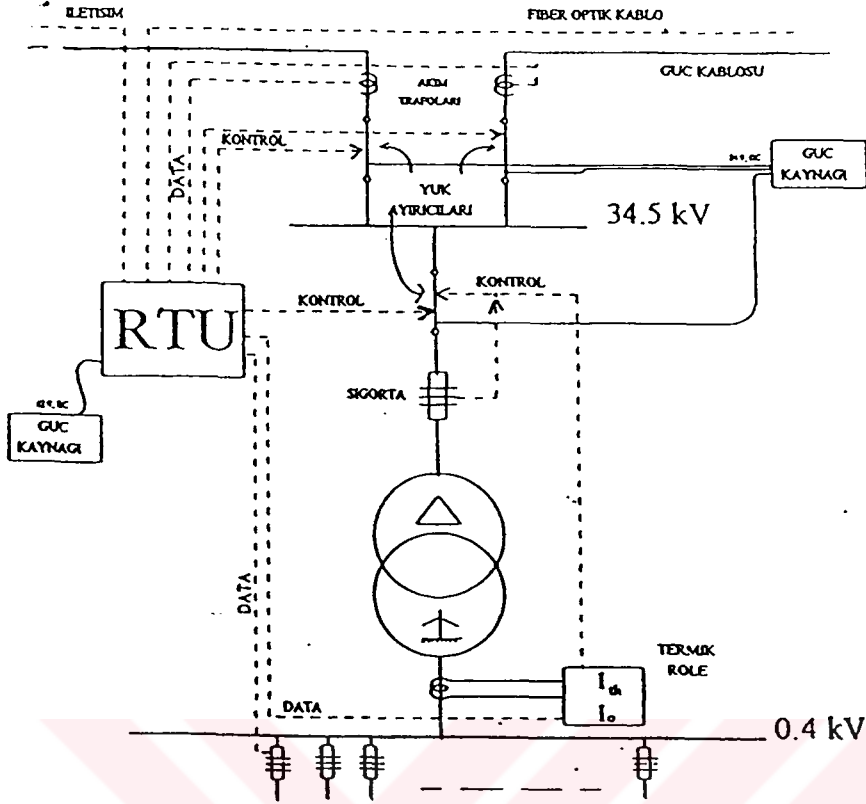 ILETISIM
FIBER OPTIK KABLO
GUC KABLOSU
AKIM
TRAFOLARI
KONTROL
DATA
YUK
AYIRICILARI
GUC
KAYNAGI
34.5 kV
KONTROL
KONTROL
RTU
SIGORTA
GUC
KAYNAGI
DATA
TERMIK
ROLE
I th
I o
DATA
0.4 kV